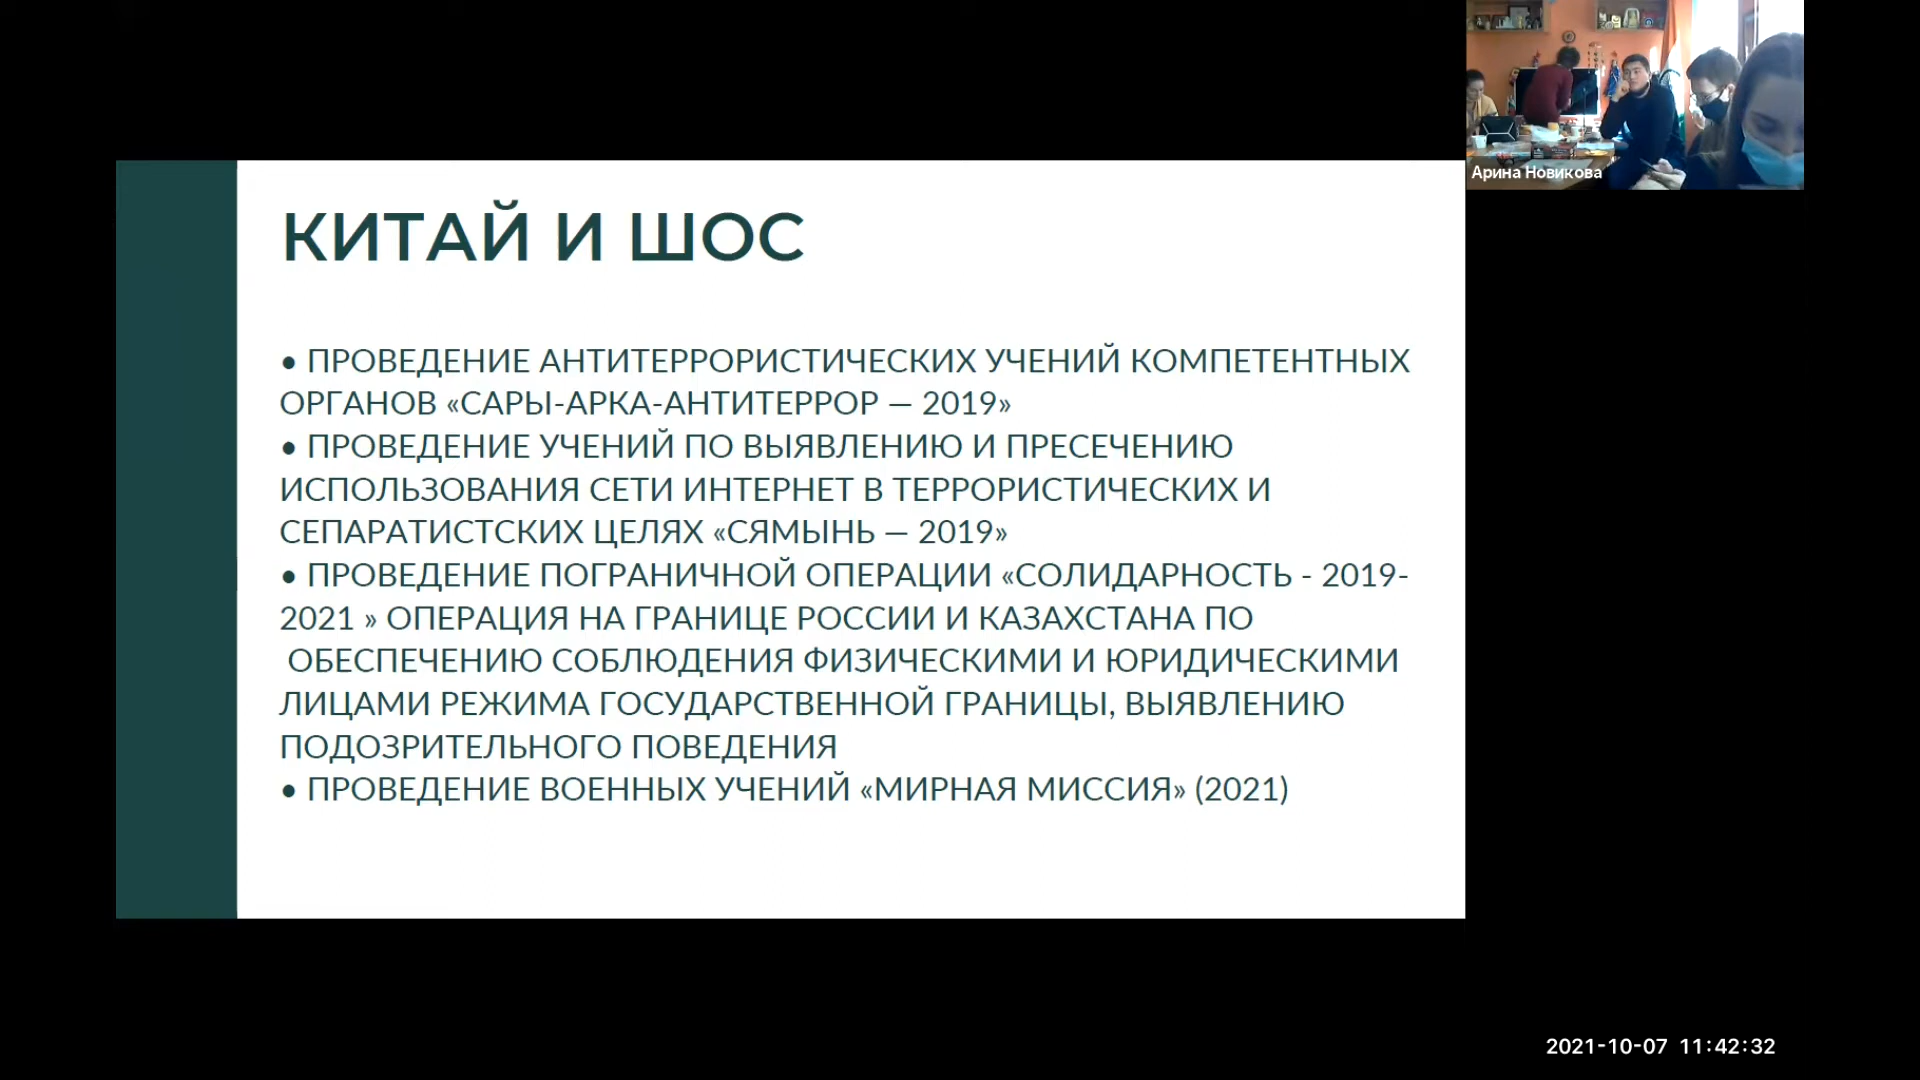 Арина Новикова
КИТАЙ И ШОС
• ПРОВЕДЕНИЕ АНТИТЕРРОРИСТИЧЕСКИХ УЧЕНИЙ КОМПЕТЕНТНЫХ
ОРГАНОВ «САРЫ-АРКА-АНТИТЕРРОР — 2019»
• ПРОВЕДЕНИЕ УЧЕНИЙ ПО ВЫЯВЛЕНИЮ И ПРЕСЕЧЕНИЮ
ИСПОЛЬЗОВАНИЯ СЕТИ ИНТЕРНЕТ В ТЕРРОРИСТИЧЕСКИХ И
СЕПАРАТИСТСКИХ ЦЕЛЯХ «СЯМЫНЬ — 2019»
• ПРОВЕДЕНИЕ ПОГРАНИЧНОЙ ОПЕРАЦИИ «СОЛИДАРНОСТЬ - 2019-
2021 » ОПЕРАЦИЯ НА ГРАНИЦЕ РОССИИ И КАЗАХСТАНА ПО
ОБЕСПЕЧЕНИЮ СОБЛЮДЕНИЯ ФИЗИЧЕСКИМИ И ЮРИДИЧЕСКИМИ
ЛИЦАМИ РЕЖИМА ГОСУДАРСТВЕННОЙ ГРАНИЦЫ, ВЫЯВЛЕНИЮ
ПОДОЗРИТЕЛЬНОГО ПОВЕДЕНИЯ
• ПРОВЕДЕНИЕ ВОЕННЫХ УЧЕНИЙ «МИРНАЯ МИССИЯ» (2021)
2021-10-07 11:42:32